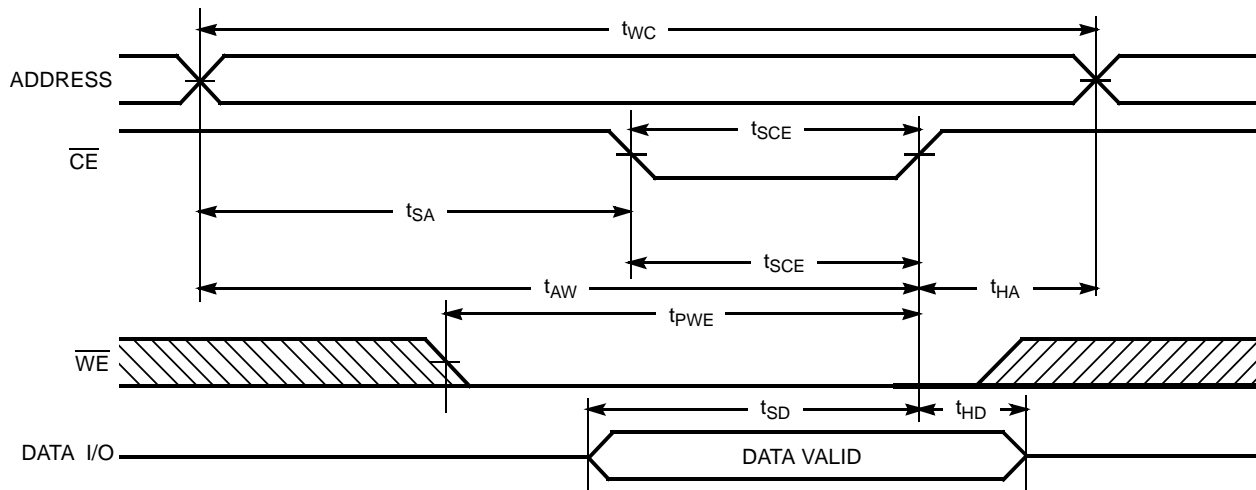 tWC
ADDRESS
tSCE
CE
tSA
tSCE
tAW
tHA
tPWE
WE
tSD
tHD
DATA I/O
DATA VALID